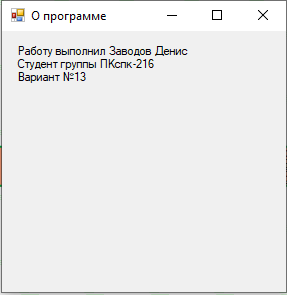 О программе
Работу выполнил Заводов Денис
Студент группы ПКспк-216
Вариант №13